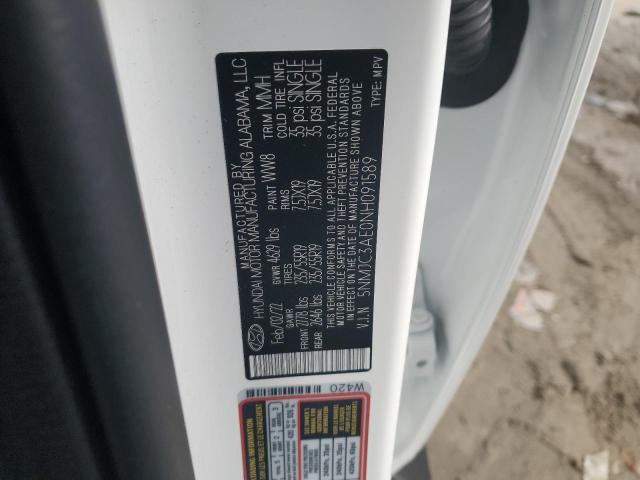 MANUFACTURED BY
HYUNDAI MOTOR MANUFACTURING ALABAMA, LLC
Feb/02/22 GVWR 4629 lbs PAINT WW8 TRIM MMH
GAWR TIRES RIMS COLD TIRE INFL
FRONT 2778 lbs 235/55R19 7.5JX19 35 psi SINGLE
REAR 2646 lbs 235/55R19 7.5JX19 35 psi SINGLE
THIS VEHICLE CONFORMS TO ALL APPLICABLE U.S.A. FEDERAL
MOTOR VEHICLE SAFETY AND THEFT PREVENTION STANDARDS
IN EFFECT ON THE DATE OF MANUFACTURE SHOWN ABOVE
V.I.N 5NMJC3AE0NH091589 TYPE: MPV
W420